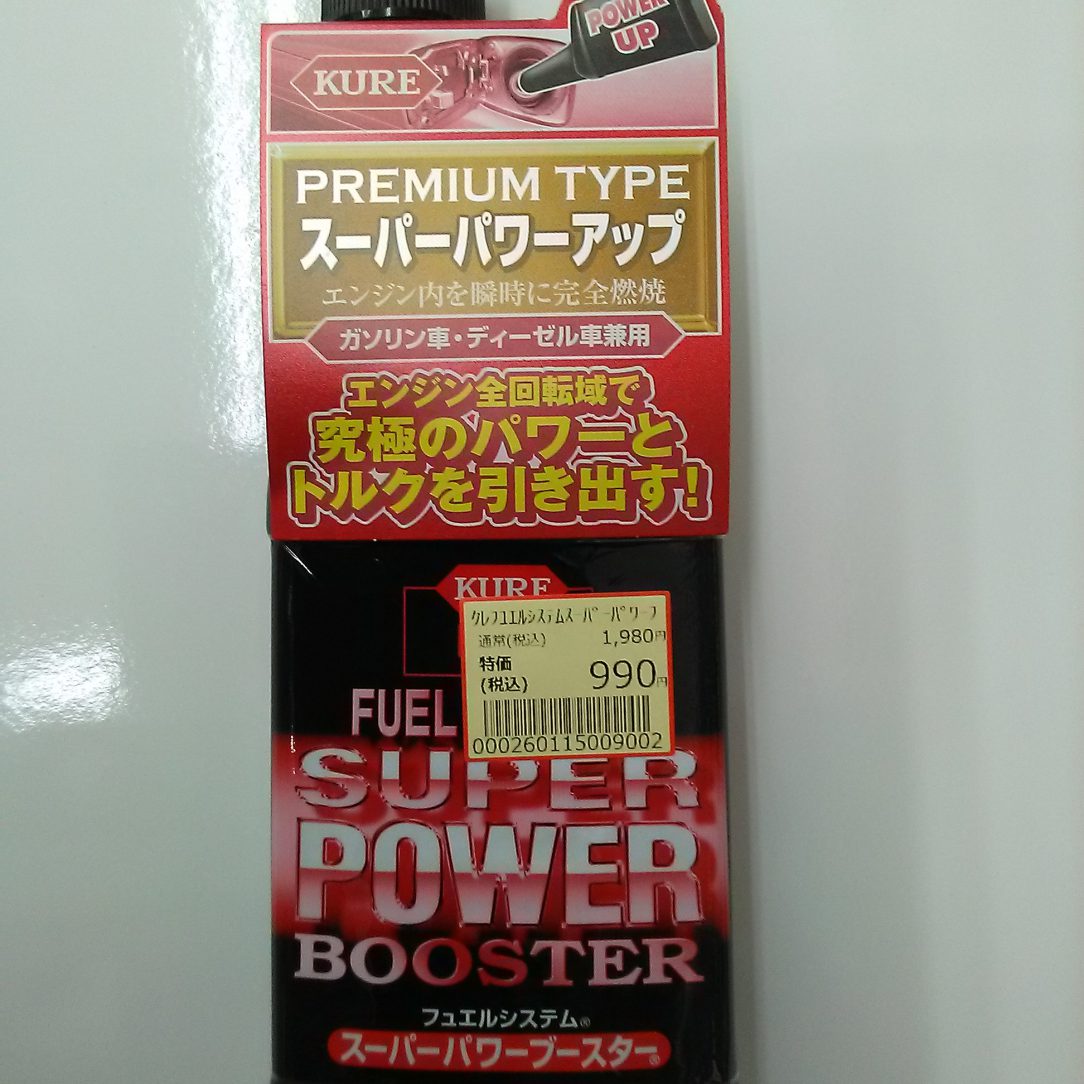 POWER
UP
KURE
PREMIUM TYPE
スーパーパワーアップ
エンジン内を瞬時に完全燃焼
ガソリン車・ディーゼル車兼用
エンジン全回転域で
究極のパワーと
トルクを引き出す!
KURE
クレフユエルシステムスーパーパワーフ
通常(税込) 1,980円
特価
(税込) 990円
000260115009002
FUEL
SUPER
POWER
BOOSTER
フュエルシステム®
スーパーパワーブースター®